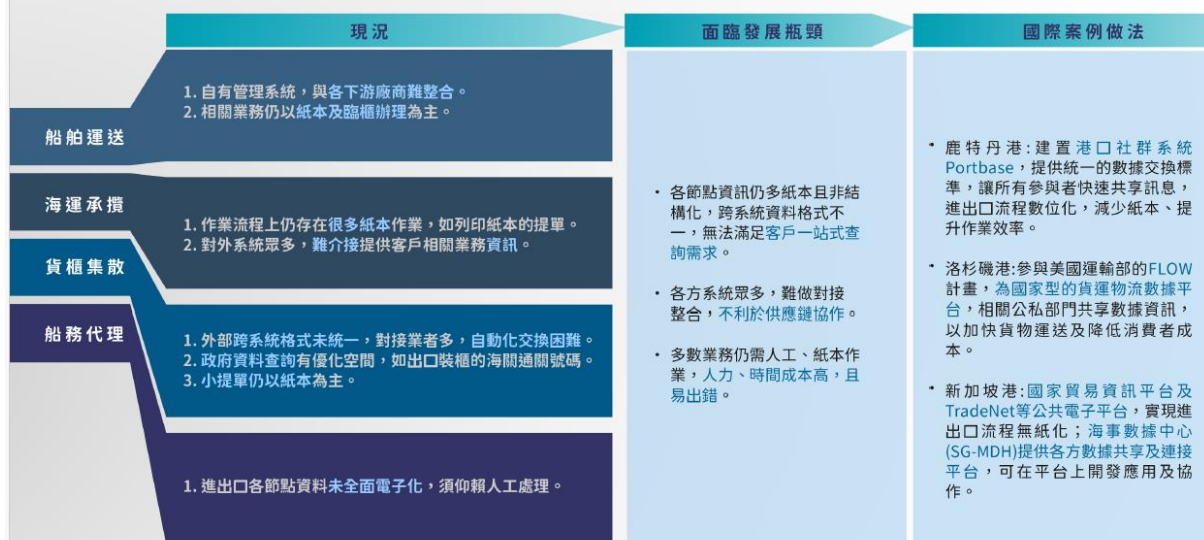 現況
面臨發展瓶頸
國際案例做法
船舶運送
1. 自有管理系統，與各下游廠商難整合。
2. 相關業務仍以紙本及臨櫃辦理為主。
海運承攬
1. 作業流程上仍存在很多紙本作業，如列印紙本的提單。
2. 對外系統眾多，難介接提供客戶相關業務資訊。
貨櫃集散
1. 外部跨系統格式未統一，對接業者多，自動化交換困難。
2. 政府資料查詢有優化空間，如出口裝櫃的海關通關號碼。
3. 小提單仍以紙本為主。
船務代理
1. 進出口各節點資料未全面電子化，須仰賴人工處理。
• 各節點資訊仍多紙本且非結
構化，跨系統資料格式不
一，無法滿足客戶一站式查
詢需求。
• 各方系統眾多，難做對接
整合，不利於供應鏈協作。
• 多數業務仍需人工、紙本作
業，人力、時間成本高，且
易出錯。
• 鹿特丹港:建置港口社群系統
Portbase，提供統一的數據交換標
準，讓所有參與者快速共享訊息，
進出口流程數位化，減少紙本、提
升作業效率。
• 洛杉磯港:參與美國運輸部的FLOW
計畫，為國家型的貨運物流數據平
台，相關公私部門共享數據資訊，
以加快貨物運送及降低消費者成
本。
• 新加坡港:國家貿易資訊平台及
TradeNet等公共電子平台，實現進
出口流程無紙化；海事數據中心
(SG-MDH)提供各方數據共享及連接
平台，可在平台上開發應用及協
作。